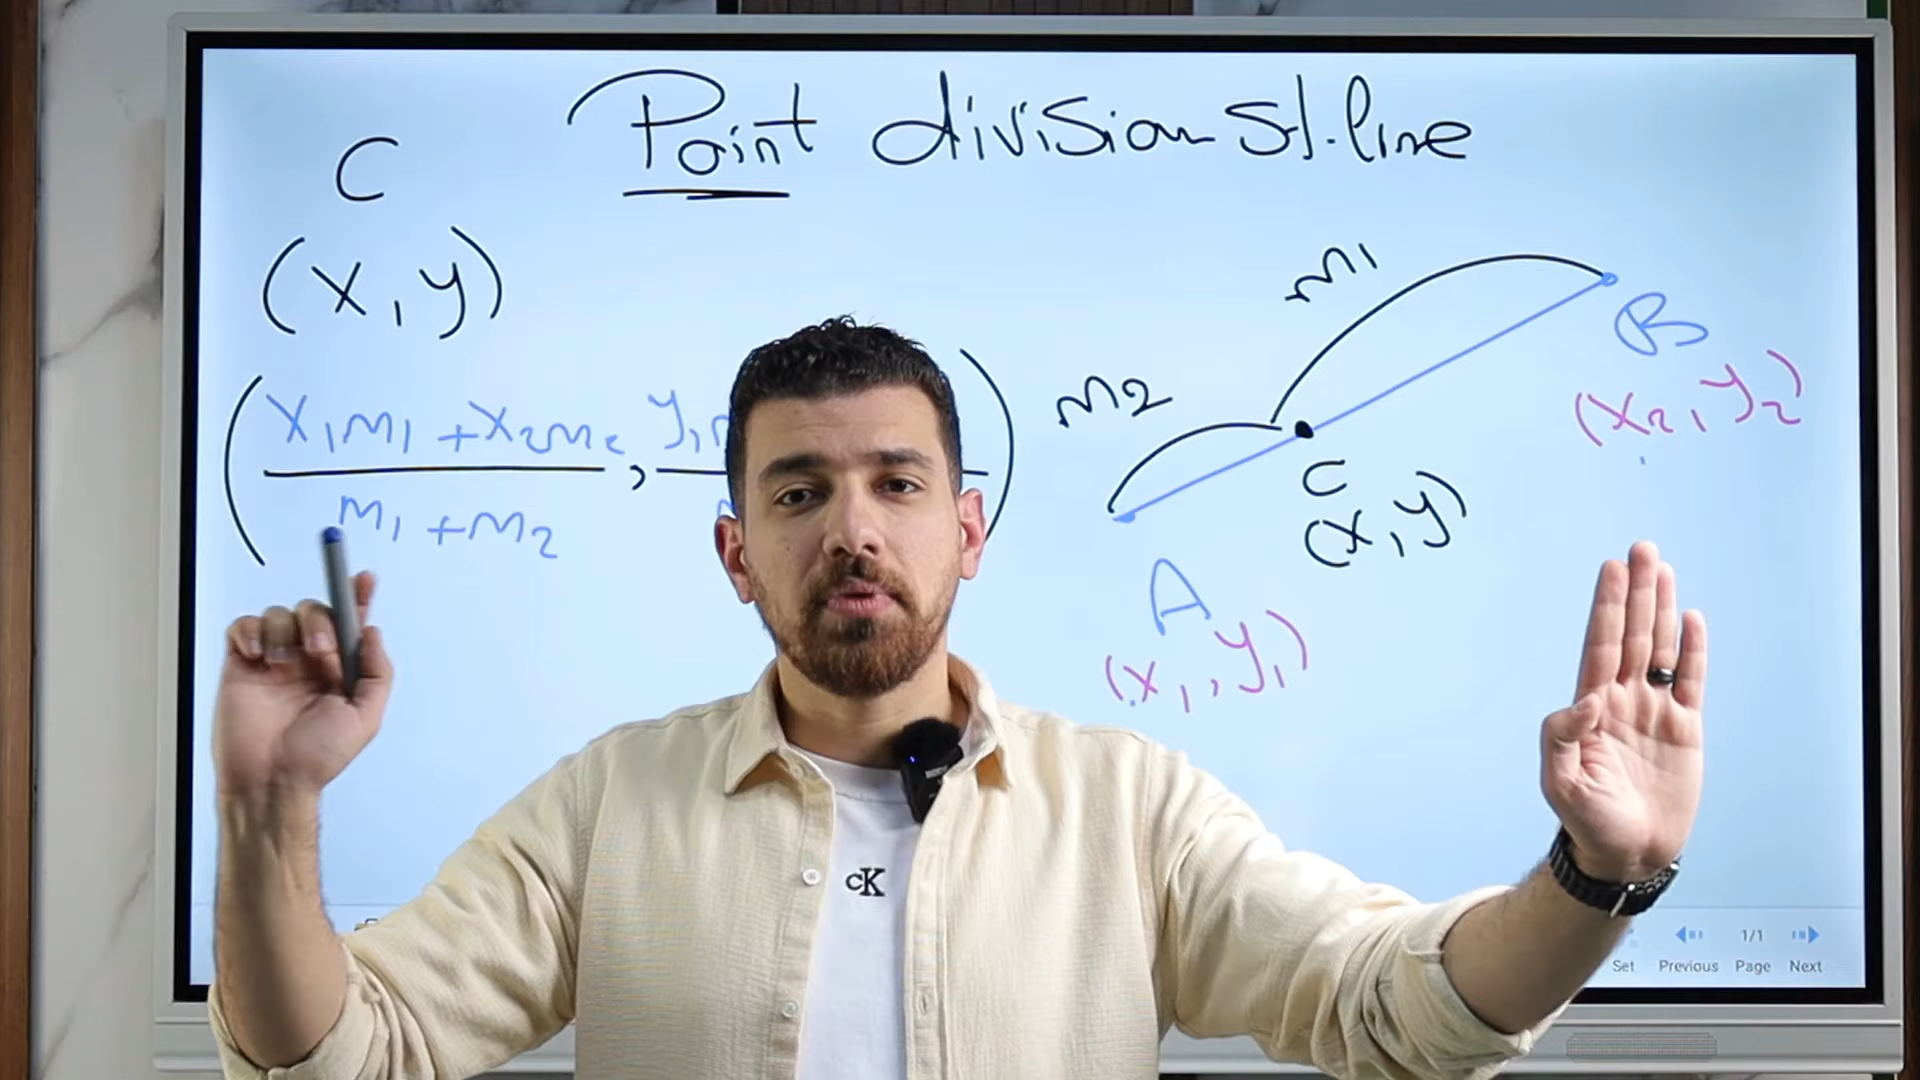 Point division st.line
C
(x, y)
(x₁m₁ + x₂m₂, y₁
m₁ + m₂
m₁
m₂
B
(x₂, y₂)
C
(x, y)
A
(x₁, y₁)
cK
1/1
Set Previous Page Next